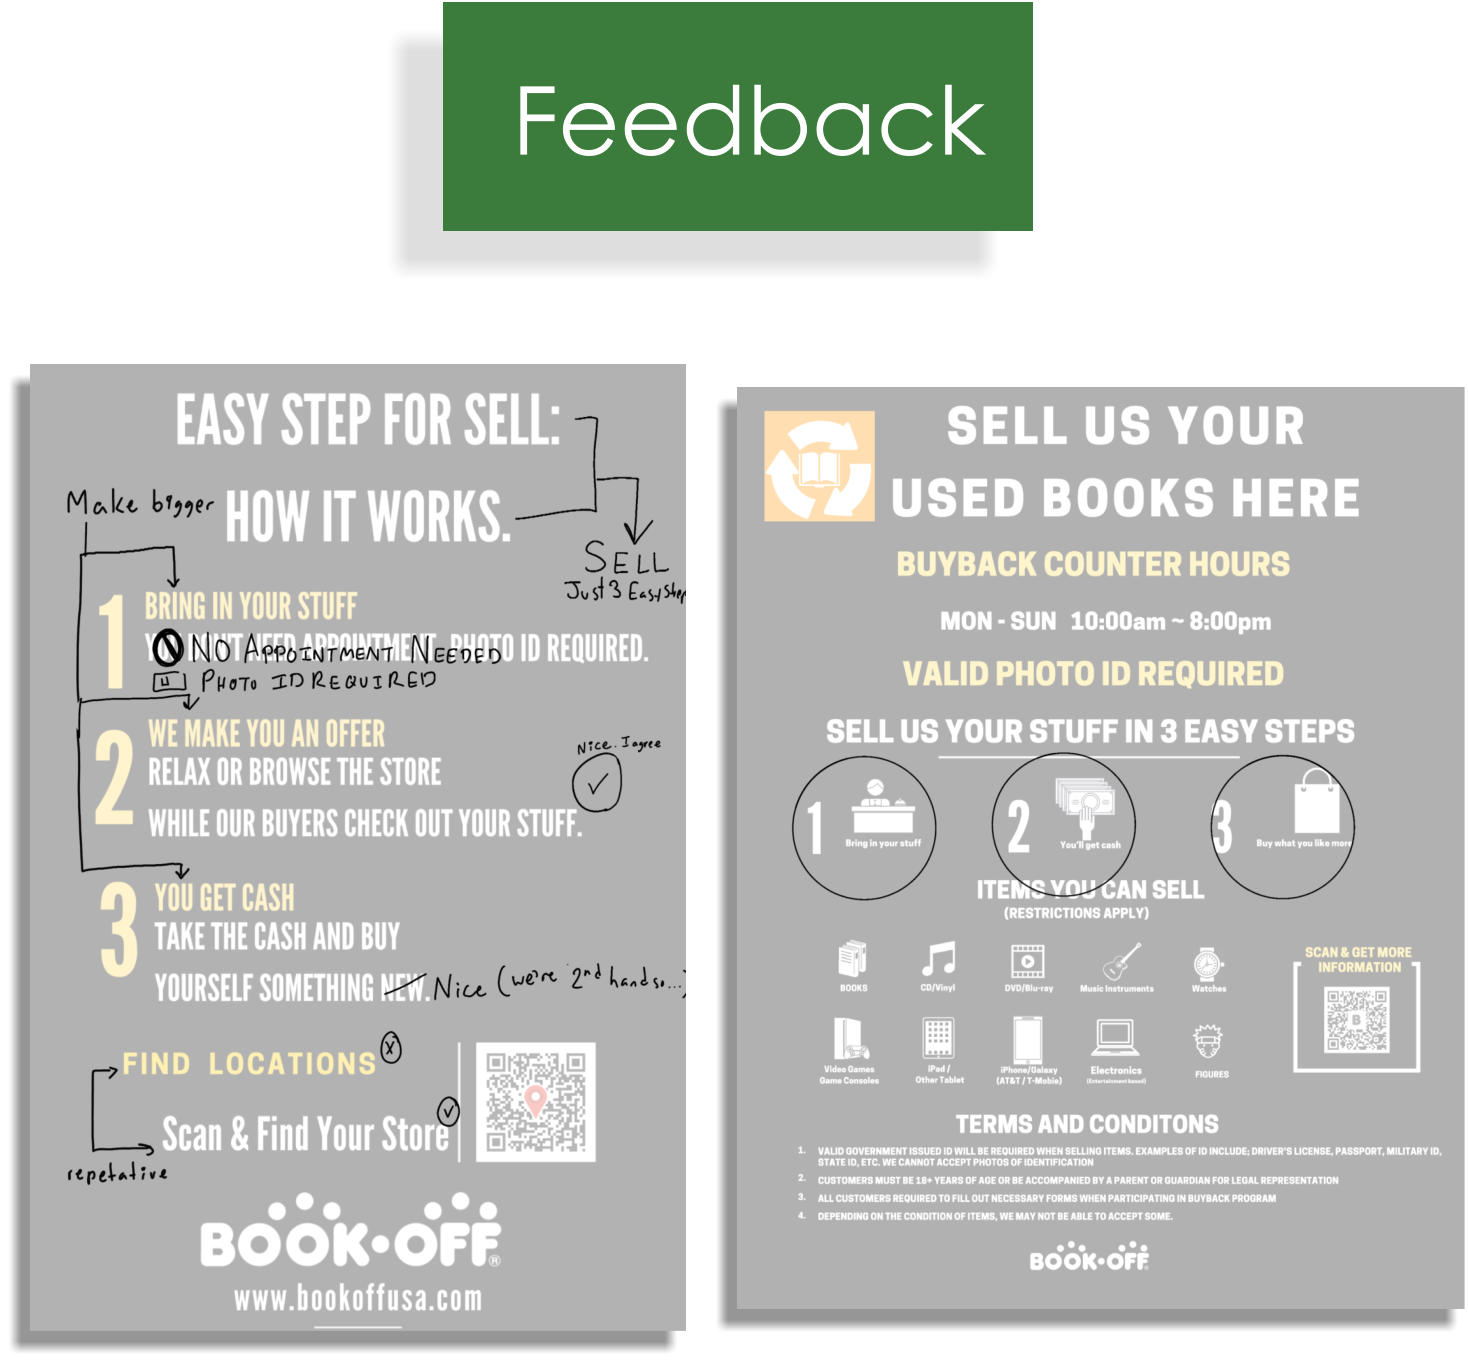 Feedback
EASY STEP FOR SELL:
HOW IT WORKS.
Make bigger
SELL
Just 3 Easy Step
1
BRING IN YOUR STUFF
YOU DON'T NEED APPOINTMENT. PHOTO ID REQUIRED.
NO APPOINTMENT NEEDED
PHOTO ID REQUIRED
2
WE MAKE YOU AN OFFER
RELAX OR BROWSE THE STORE
WHILE OUR BUYERS CHECK OUT YOUR STUFF.
Nice. I agree
3
YOU GET CASH
TAKE THE CASH AND BUY
YOURSELF SOMETHING NEW.
Nice (we're 2nd hand so...)
FIND LOCATIONS
X
Scan & Find Your Store
repetative
BOOK·OFF®
www.bookoffusa.com
SELL US YOUR
USED BOOKS HERE
BUYBACK COUNTER HOURS
MON - SUN 10:00am ~ 8:00pm
VALID PHOTO ID REQUIRED
SELL US YOUR STUFF IN 3 EASY STEPS
1
Bring in your stuff
2
You'll get cash
3
Buy what you like more
ITEMS YOU CAN SELL
(RESTRICTIONS APPLY)
BOOKS
CD/Vinyl
DVD/Blu-ray
Music Instruments
Watches
Video Games
Game Consoles
iPad /
Other Tablet
iPhone/Galaxy
(AT&T / T-Mobile)
Electronics
(Entertainment based)
FIGURES
SCAN & GET MORE
INFORMATION
B
TERMS AND CONDITONS
1. VALID GOVERNMENT ISSUED ID WILL BE REQUIRED WHEN SELLING ITEMS. EXAMPLES OF ID INCLUDE; DRIVER'S LICENSE, PASSPORT, MILITARY ID,
STATE ID, ETC. WE CANNOT ACCEPT PHOTOS OF IDENTIFICATION
2. CUSTOMERS MUST BE 18+ YEARS OF AGE OR BE ACCOMPANIED BY A PARENT OR GUARDIAN FOR LEGAL REPRESENTATION
3. ALL CUSTOMERS REQUIRED TO FILL OUT NECESSARY FORMS WHEN PARTICIPATING IN BUYBACK PROGRAM
4. DEPENDING ON THE CONDITION OF ITEMS, WE MAY NOT BE ABLE TO ACCEPT SOME.
BOOK·OFF